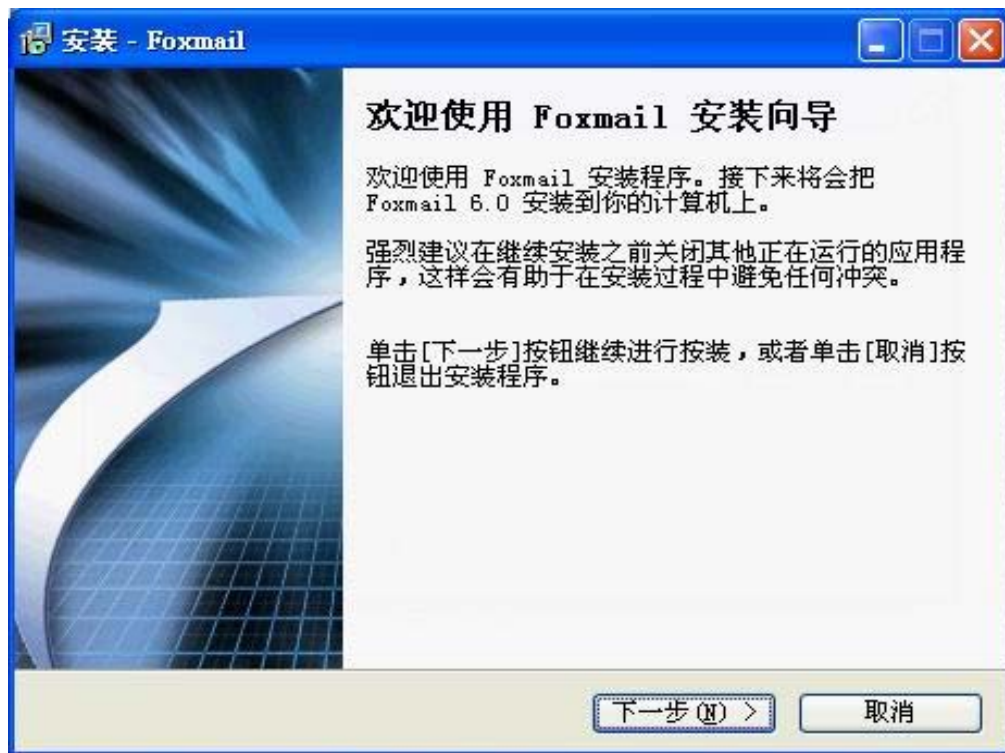 安装 - Foxmail
欢迎使用 Foxmail 安装向导
欢迎使用 Foxmail 安装程序。接下来将会把
Foxmail 6.0 安装到你的计算机上。
强烈建议在继续安装之前关闭其他正在运行的应用程
序，这样会有助于在安装过程中避免任何冲突。
单击[下一步]按钮继续进行按装，或者单击[取消]按
钮退出安装程序。
下一步(N) >
取消